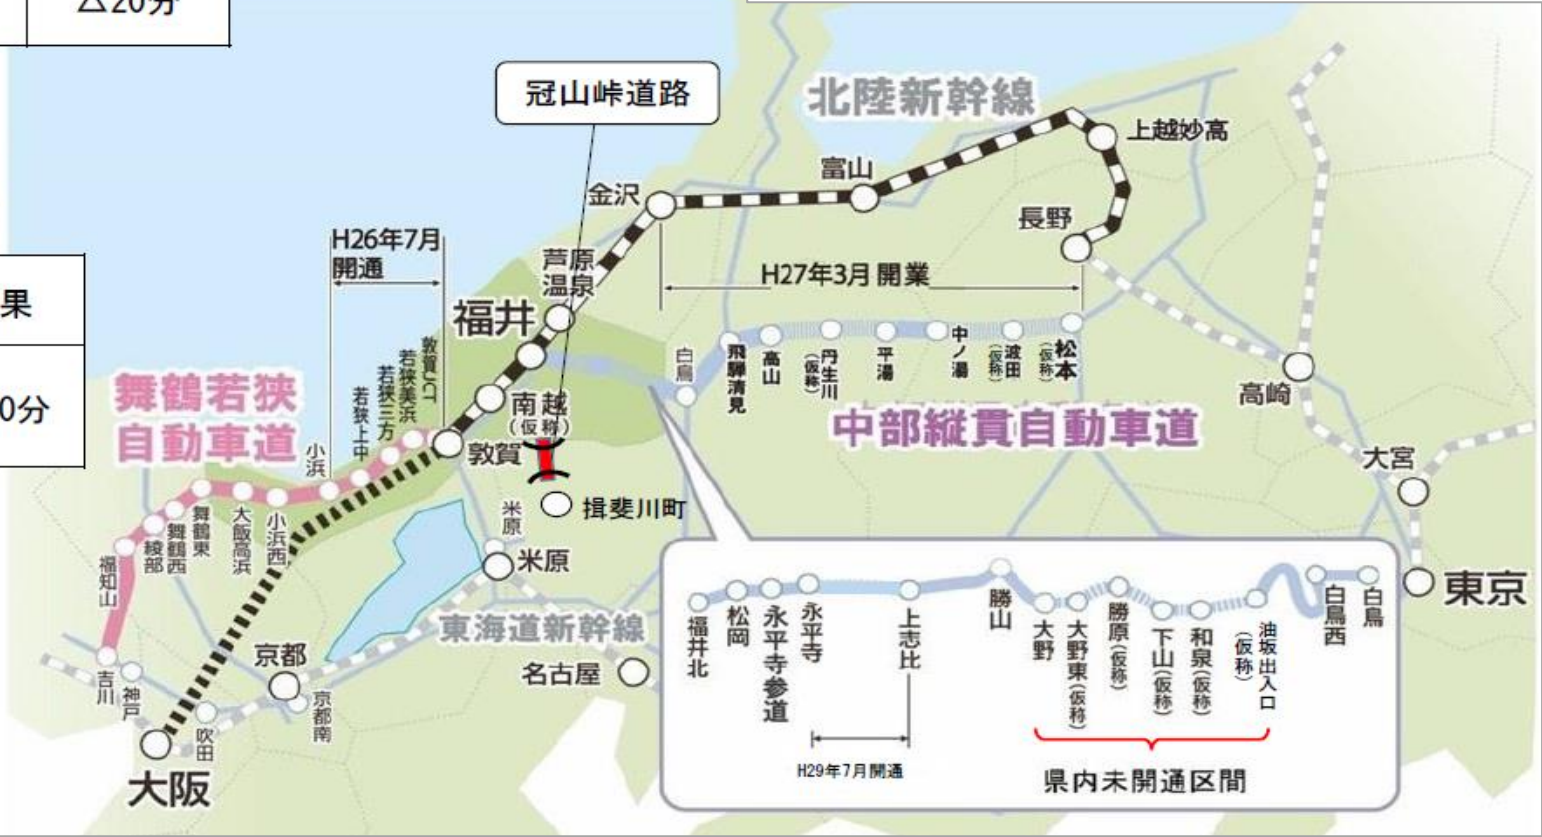 △20分
冠山峠道路
北陸新幹線
上越妙高
富山
金沢
長野
H26年7月
開通
芦原
温泉
H27年3月開業
福井
果
0分
敦賀JCT
若狭美浜
若狭三方
若狭上中
小浜
舞鶴若狭
自動車道
南越
(仮称)
敦賀
白鳥
飛騨清見
高山
丹生川
(仮称)
平湯
中ノ湯
波田
(仮称)
松本
(仮称)
中部縦貫自動車道
高崎
大宮
東京
揖斐川町
米原
米原
小浜西
大飯高浜
舞鶴東
舞鶴西
綾部
福知山
東海道新幹線
名古屋
京都
京都南
吉川
神戸
吹田
大阪
福井北
松岡
永平寺参道
永平寺
上志比
勝山
大野
大野東(仮称)
勝原(仮称)
下山(仮称)
和泉(仮称)
油坂出入口
(仮称)
白鳥西
白鳥
H29年7月開通
県内未開通区間